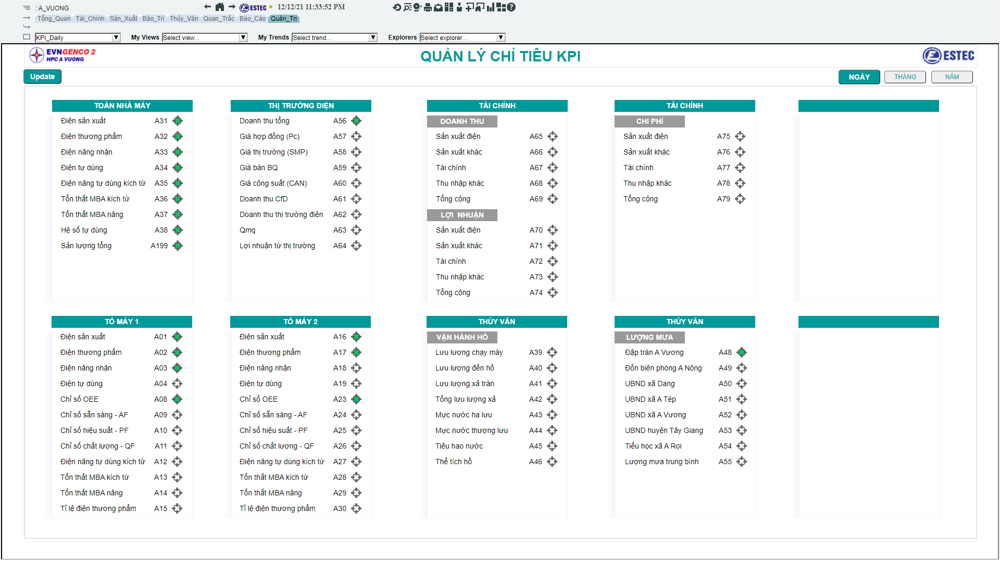 ::A_VUONG
ESTEC
12/12/21 11:33:52 PM
Tổng_Quan Tài_Chính Sản_Xuất Bảo_Trì Thủy_Văn Quan_Trắc Báo_Cáo Quản_Trị
KPI_Daily My Views Select view... My Trends Select trend... Explorers Select explorer...
EVNGENCO 2
HPC A VUONG
QUẢN LÝ CHỈ TIÊU KPI
ESTEC
Update
NGÀY THÁNG NĂM
TOÀN NHÀ MÁY
Điện sản xuất A31
Điện thương phẩm A32
Điện năng nhận A33
Điện tự dùng A34
Điện năng tự dùng kích từ A35
Tổn thất MBA kích từ A36
Tổn thất MBA nâng A37
Hệ số tự dùng A38
Sản lượng tổng A199
THỊ TRƯỜNG ĐIỆN
Doanh thu tổng A56
Giá hợp đồng (Pc) A57
Giá thị trường (SMP) A58
Giá bán BQ A59
Giá công suất (CAN) A60
Doanh thu CfD A61
Doanh thu thị trường điện A62
Qmq A63
Lợi nhuận từ thị trường A64
TÀI CHÍNH
DOANH THU
Sản xuất điện A65
Sản xuất khác A66
Tài chính A67
Thu nhập khác A68
Tổng cộng A69
LỢI NHUẬN
Sản xuất điện A70
Sản xuất khác A71
Tài chính A72
Thu nhập khác A73
Tổng cộng A74
TÀI CHÍNH
CHI PHÍ
Sản xuất điện A75
Sản xuất khác A76
Tài chính A77
Thu nhập khác A78
Tổng cộng A79
TỔ MÁY 1
Điện sản xuất A01
Điện thương phẩm A02
Điện năng nhận A03
Điện tự dùng A04
Chỉ số OEE A08
Chỉ số sẵn sàng - AF A09
Chỉ số hiệu suất - PF A10
Chỉ số chất lượng - QF A11
Điện năng tự dùng kích từ A12
Tổn thất MBA kích từ A13
Tổn thất MBA nâng A14
Tỉ lệ điện thương phẩm A15
TỔ MÁY 2
Điện sản xuất A16
Điện thương phẩm A17
Điện năng nhận A18
Điện tự dùng A19
Chỉ số OEE A23
Chỉ số sẵn sàng - AF A24
Chỉ số hiệu suất - PF A25
Chỉ số chất lượng - QF A26
Điện năng tự dùng kích từ A27
Tổn thất MBA kích từ A28
Tổn thất MBA nâng A29
Tỉ lệ điện thương phẩm A30
THỦY VĂN
VẬN HÀNH HỒ
Lưu lượng chạy máy A39
Lưu lượng đến hồ A40
Lưu lượng xả tràn A41
Tổng lưu lượng xả A42
Mực nước hạ lưu A43
Mực nước thượng lưu A44
Tiêu hao nước A45
Thể tích hồ A46
THỦY VĂN
LƯỢNG MƯA
Đập tràn A Vương A48
Đồn biên phòng A Nông A49
UBND xã Dang A50
UBND xã A Tép A51
UBND xã A Vương A52
UBND huyện Tây Giang A53
Tiểu học xã A Roi A54
Lượng mưa trung bình A55